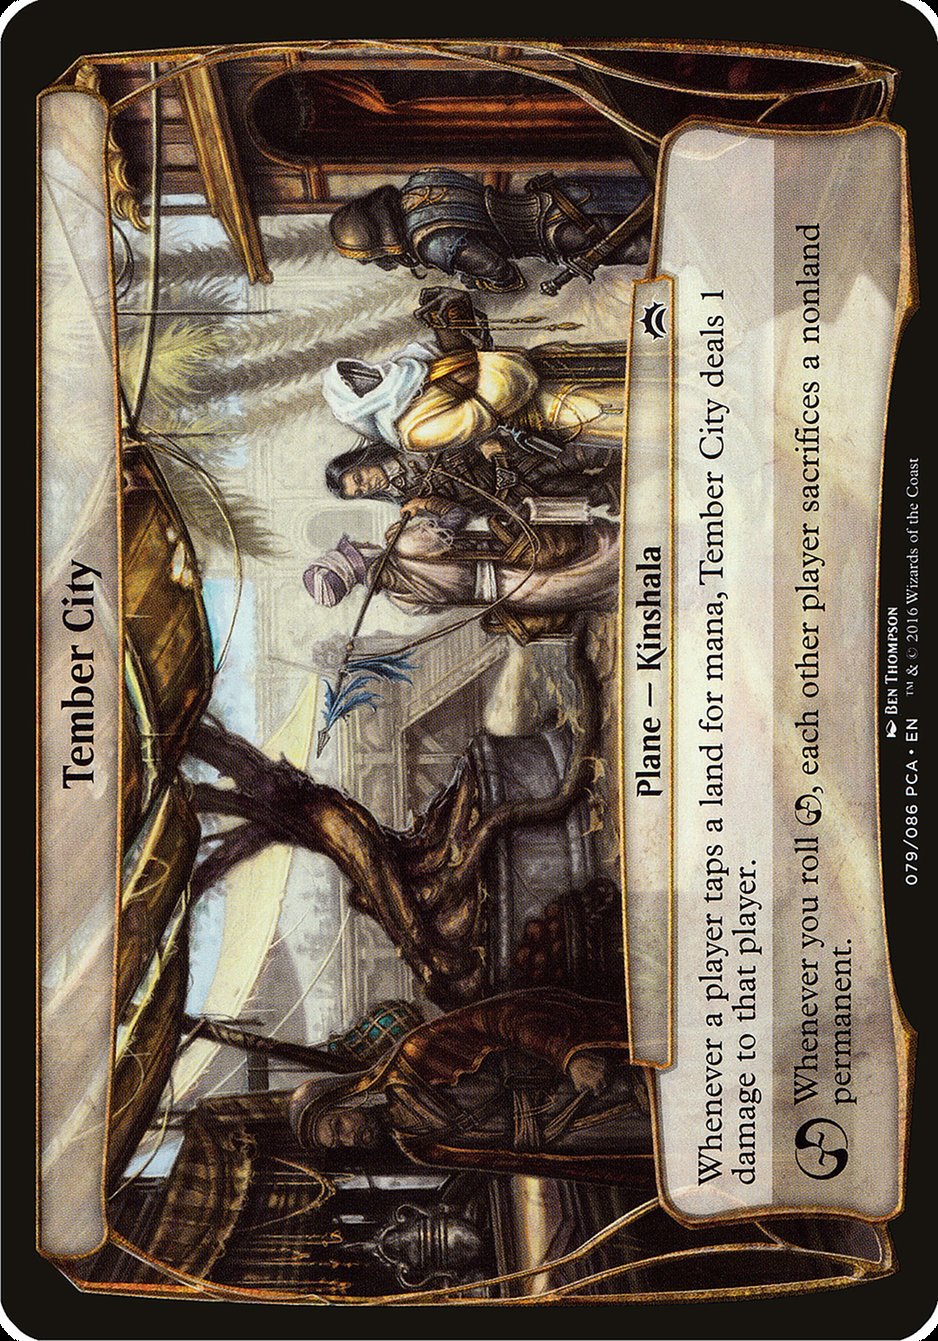 Tember City
Plane — Kinshala
Whenever a player taps a land for mana, Tember City deals 1
damage to that player.
Whenever you roll , each other player sacrifices a nonland
permanent.
BEN THOMPSON
079/086 PCA • EN ™ & © 2016 Wizards of the Coast